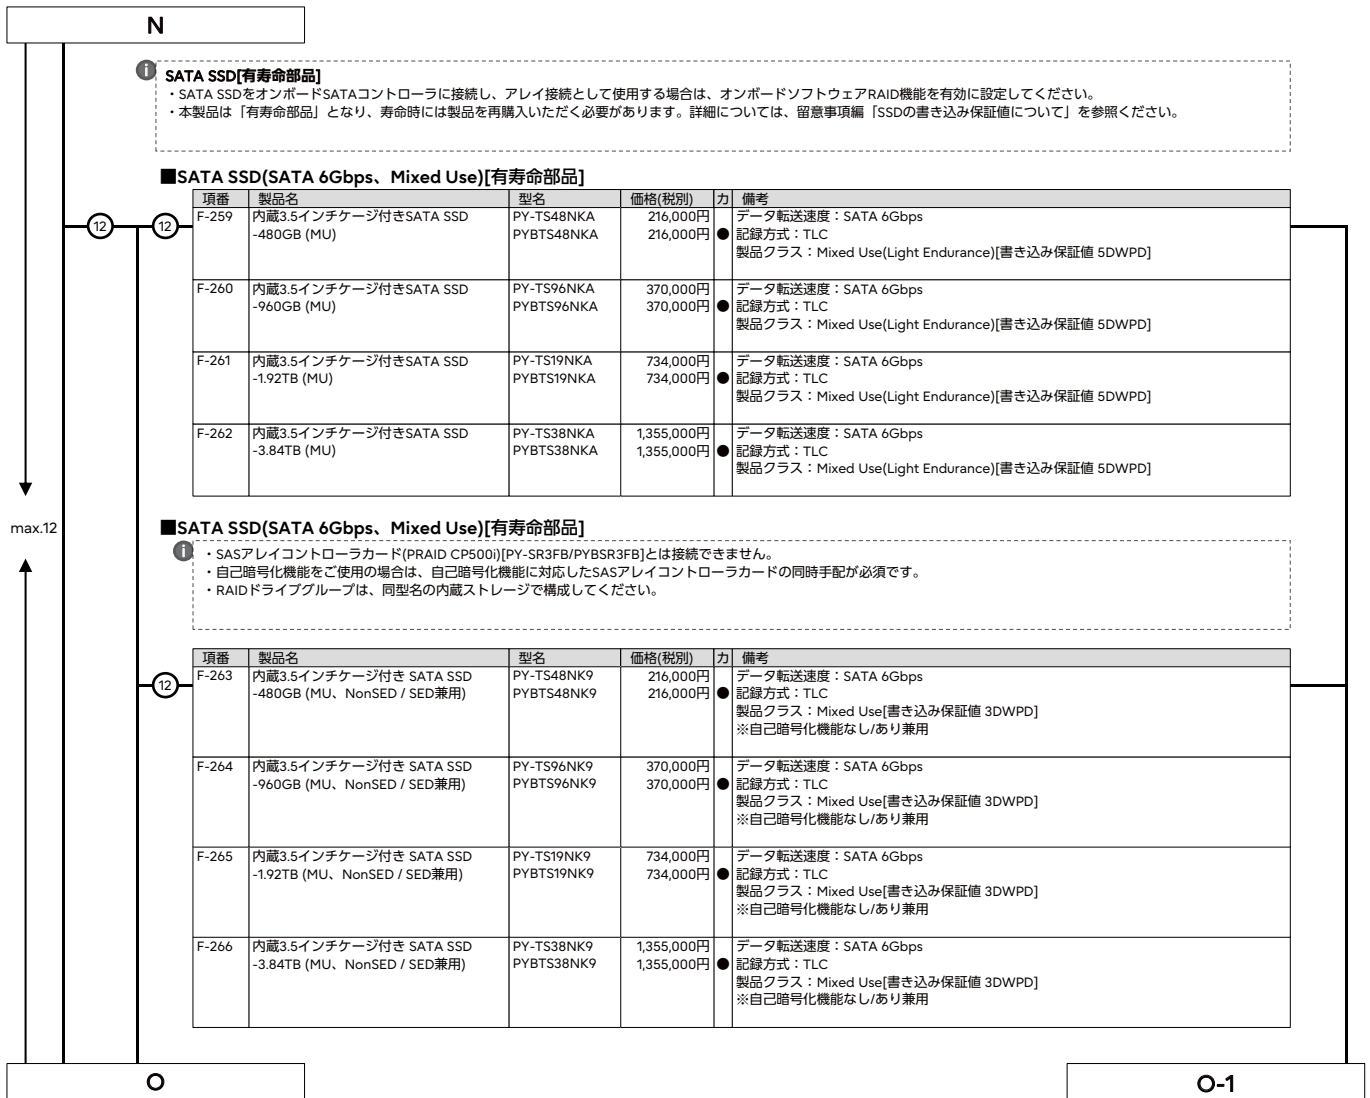 N
SATA SSD[有寿命部品]
・SATA SSDをオンボードSATAコントローラに接続し、アレイ接続として使用する場合は、オンボードソフトウェアRAID機能を有効に設定してください。
・本製品は「有寿命部品」となり、寿命時には製品を再購入いただく必要があります。詳細については、留意事項編「SSDの書き込み保証値について」を参照ください。
■SATA SSD(SATA 6Gbps、Mixed Use)[有寿命部品]
項番 製品名 型名 価格(税別) カ 備考
12 12 F-259 内蔵3.5インチケージ付きSATA SSD PY-TS48NKA 216,000円 データ転送速度：SATA 6Gbps
-480GB (MU) PYBTS48NKA 216,000円 ● 記録方式：TLC
製品クラス：Mixed Use(Light Endurance)[書き込み保証値 5DWPD]
F-260 内蔵3.5インチケージ付きSATA SSD PY-TS96NKA 370,000円 データ転送速度：SATA 6Gbps
-960GB (MU) PYBTS96NKA 370,000円 ● 記録方式：TLC
製品クラス：Mixed Use(Light Endurance)[書き込み保証値 5DWPD]
F-261 内蔵3.5インチケージ付きSATA SSD PY-TS19NKA 734,000円 データ転送速度：SATA 6Gbps
-1.92TB (MU) PYBTS19NKA 734,000円 ● 記録方式：TLC
製品クラス：Mixed Use(Light Endurance)[書き込み保証値 5DWPD]
F-262 内蔵3.5インチケージ付きSATA SSD PY-TS38NKA 1,355,000円 データ転送速度：SATA 6Gbps
-3.84TB (MU) PYBTS38NKA 1,355,000円 ● 記録方式：TLC
製品クラス：Mixed Use(Light Endurance)[書き込み保証値 5DWPD]
max.12
■SATA SSD(SATA 6Gbps、Mixed Use)[有寿命部品]
・SASアレイコントローラカード(PRAID CP500i)[PY-SR3FB/PYBSR3FB]とは接続できません。
・自己暗号化機能をご使用の場合は、自己暗号化機能に対応したSASアレイコントローラカードの同時手配が必須です。
・RAIDドライブグループは、同型名の内蔵ストレージで構成してください。
項番 製品名 型名 価格(税別) カ 備考
12 F-263 内蔵3.5インチケージ付き SATA SSD PY-TS48NK9 216,000円 データ転送速度：SATA 6Gbps
-480GB (MU、NonSED / SED兼用) PYBTS48NK9 216,000円 ● 記録方式：TLC
製品クラス：Mixed Use[書き込み保証値 3DWPD]
※自己暗号化機能なし/あり兼用
F-264 内蔵3.5インチケージ付き SATA SSD PY-TS96NK9 370,000円 データ転送速度：SATA 6Gbps
-960GB (MU、NonSED / SED兼用) PYBTS96NK9 370,000円 ● 記録方式：TLC
製品クラス：Mixed Use[書き込み保証値 3DWPD]
※自己暗号化機能なし/あり兼用
F-265 内蔵3.5インチケージ付き SATA SSD PY-TS19NK9 734,000円 データ転送速度：SATA 6Gbps
-1.92TB (MU、NonSED / SED兼用) PYBTS19NK9 734,000円 ● 記録方式：TLC
製品クラス：Mixed Use[書き込み保証値 3DWPD]
※自己暗号化機能なし/あり兼用
F-266 内蔵3.5インチケージ付き SATA SSD PY-TS38NK9 1,355,000円 データ転送速度：SATA 6Gbps
-3.84TB (MU、NonSED / SED兼用) PYBTS38NK9 1,355,000円 ● 記録方式：TLC
製品クラス：Mixed Use[書き込み保証値 3DWPD]
※自己暗号化機能なし/あり兼用
O O-1